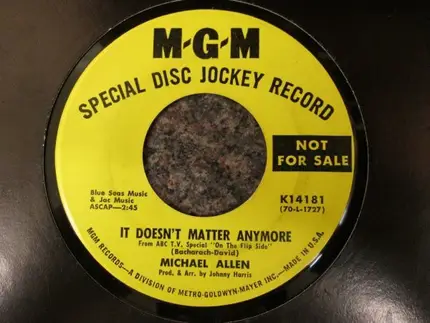 M-G-M
SPECIAL DISC JOCKEY RECORD
NOT
FOR SALE
Blue Seas Music
& Jac Music
ASCAP—2:45
K14181
(70-L-1727)
IT DOESN'T MATTER ANYMORE
From ABC T.V. Special "On The Flip Side"
(Bacharach-David)
MICHAEL ALLEN
Prod. & Arr. by Johnny Harris
MGM RECORDS—A DIVISION OF METRO-GOLDWYN-MAYER INC.—MADE IN U.S.A.